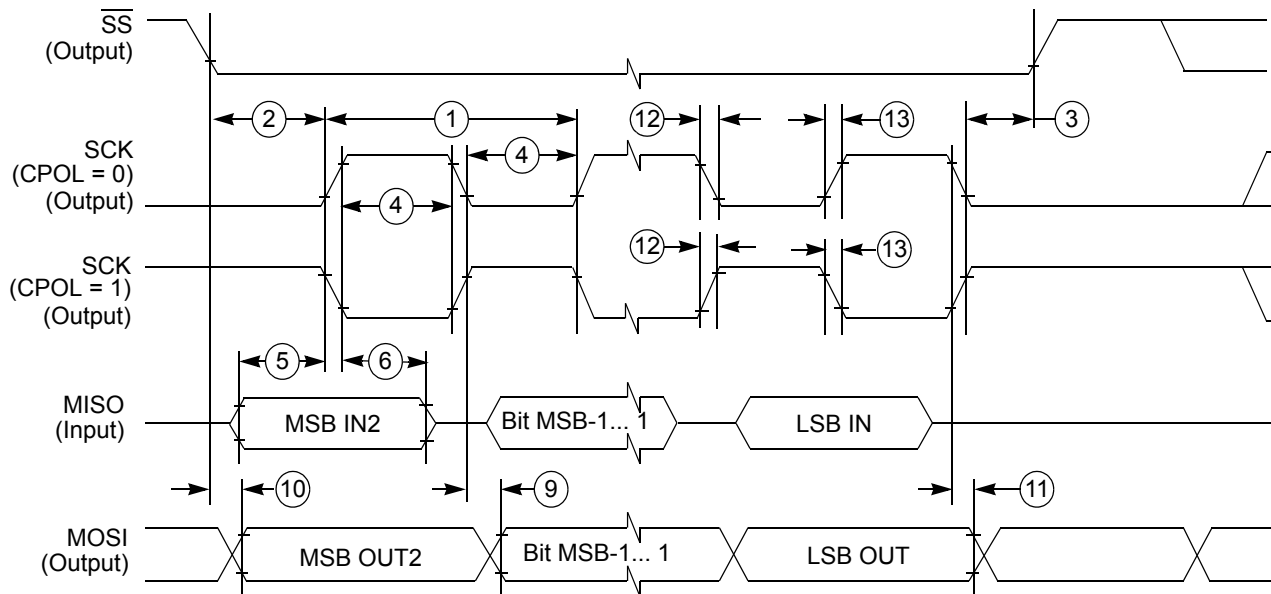 SS
(Output)
2
1
12
13
3
SCK
(CPOL = 0)
(Output)
4
4
12
13
SCK
(CPOL = 1)
(Output)
5
6
MISO
(Input)
MSB IN2
Bit MSB-1... 1
LSB IN
10
9
11
MOSI
(Output)
MSB OUT2
Bit MSB-1... 1
LSB OUT